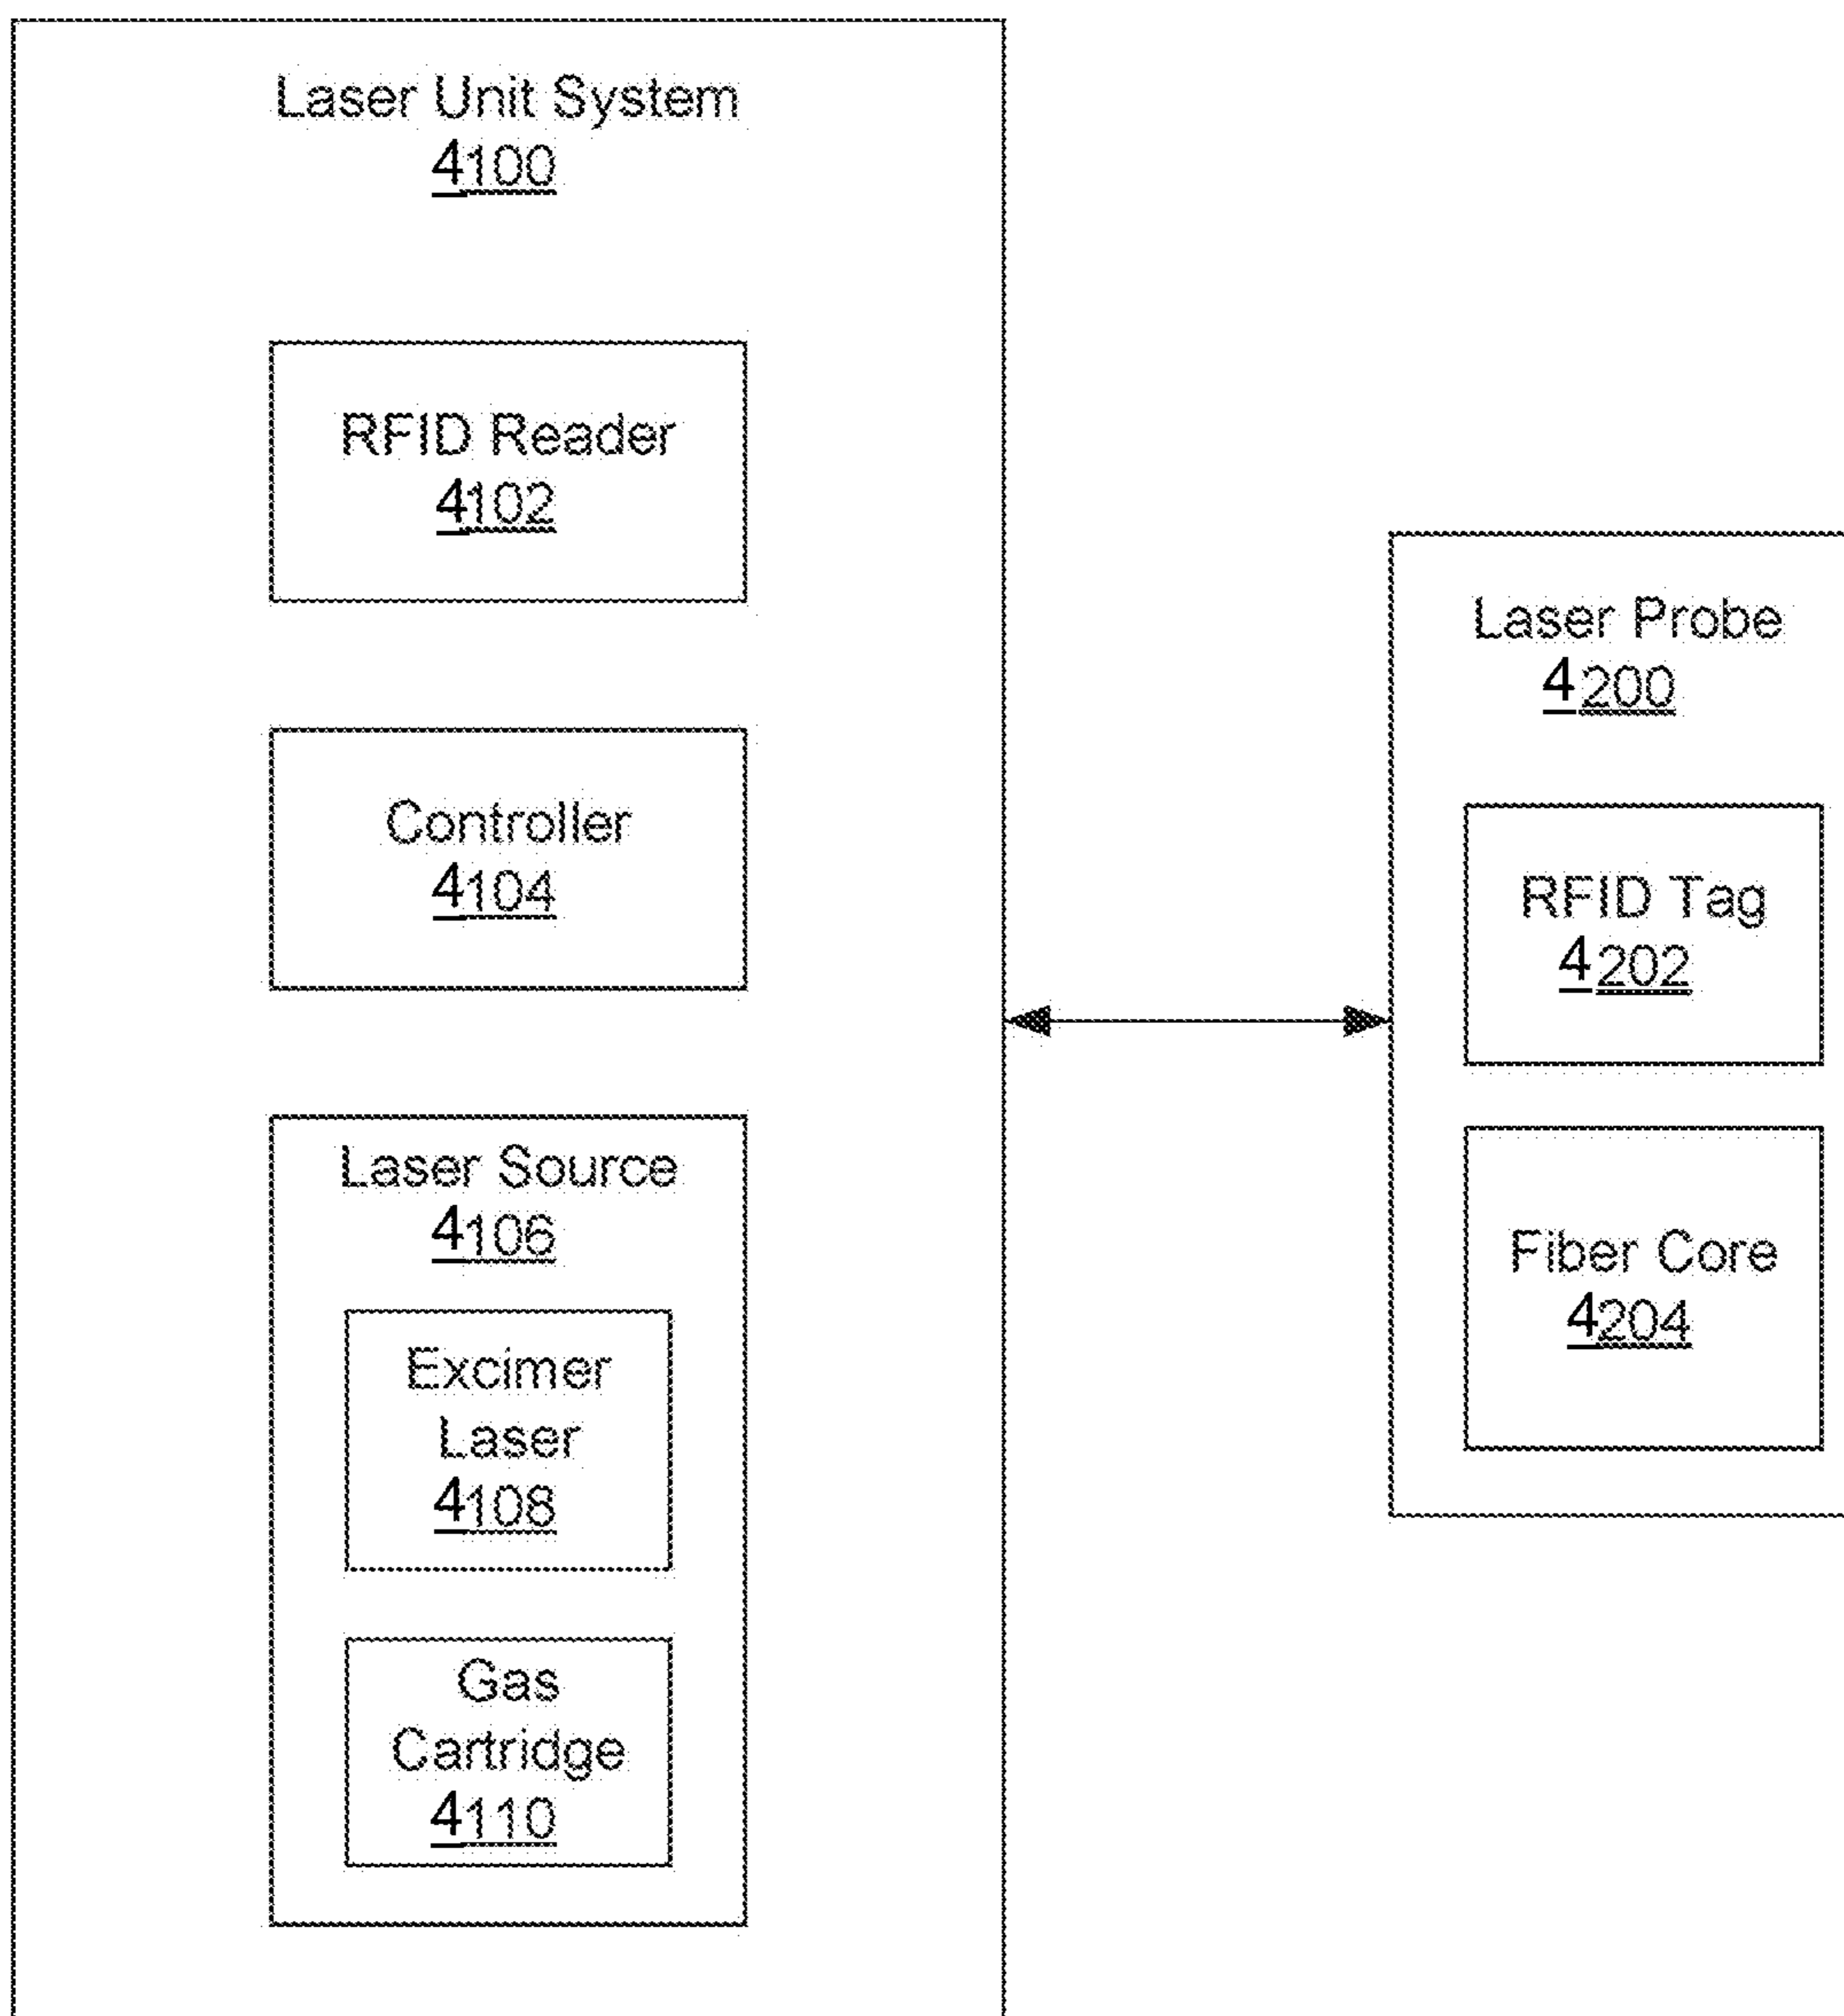 Laser Unit System
4100
RFID Reader
4102
Controller
4104
Laser Source
4106
Excimer
Laser
4108
Gas
Cartridge
4110
Laser Probe
4200
RFID Tag
4202
Fiber Core
4204